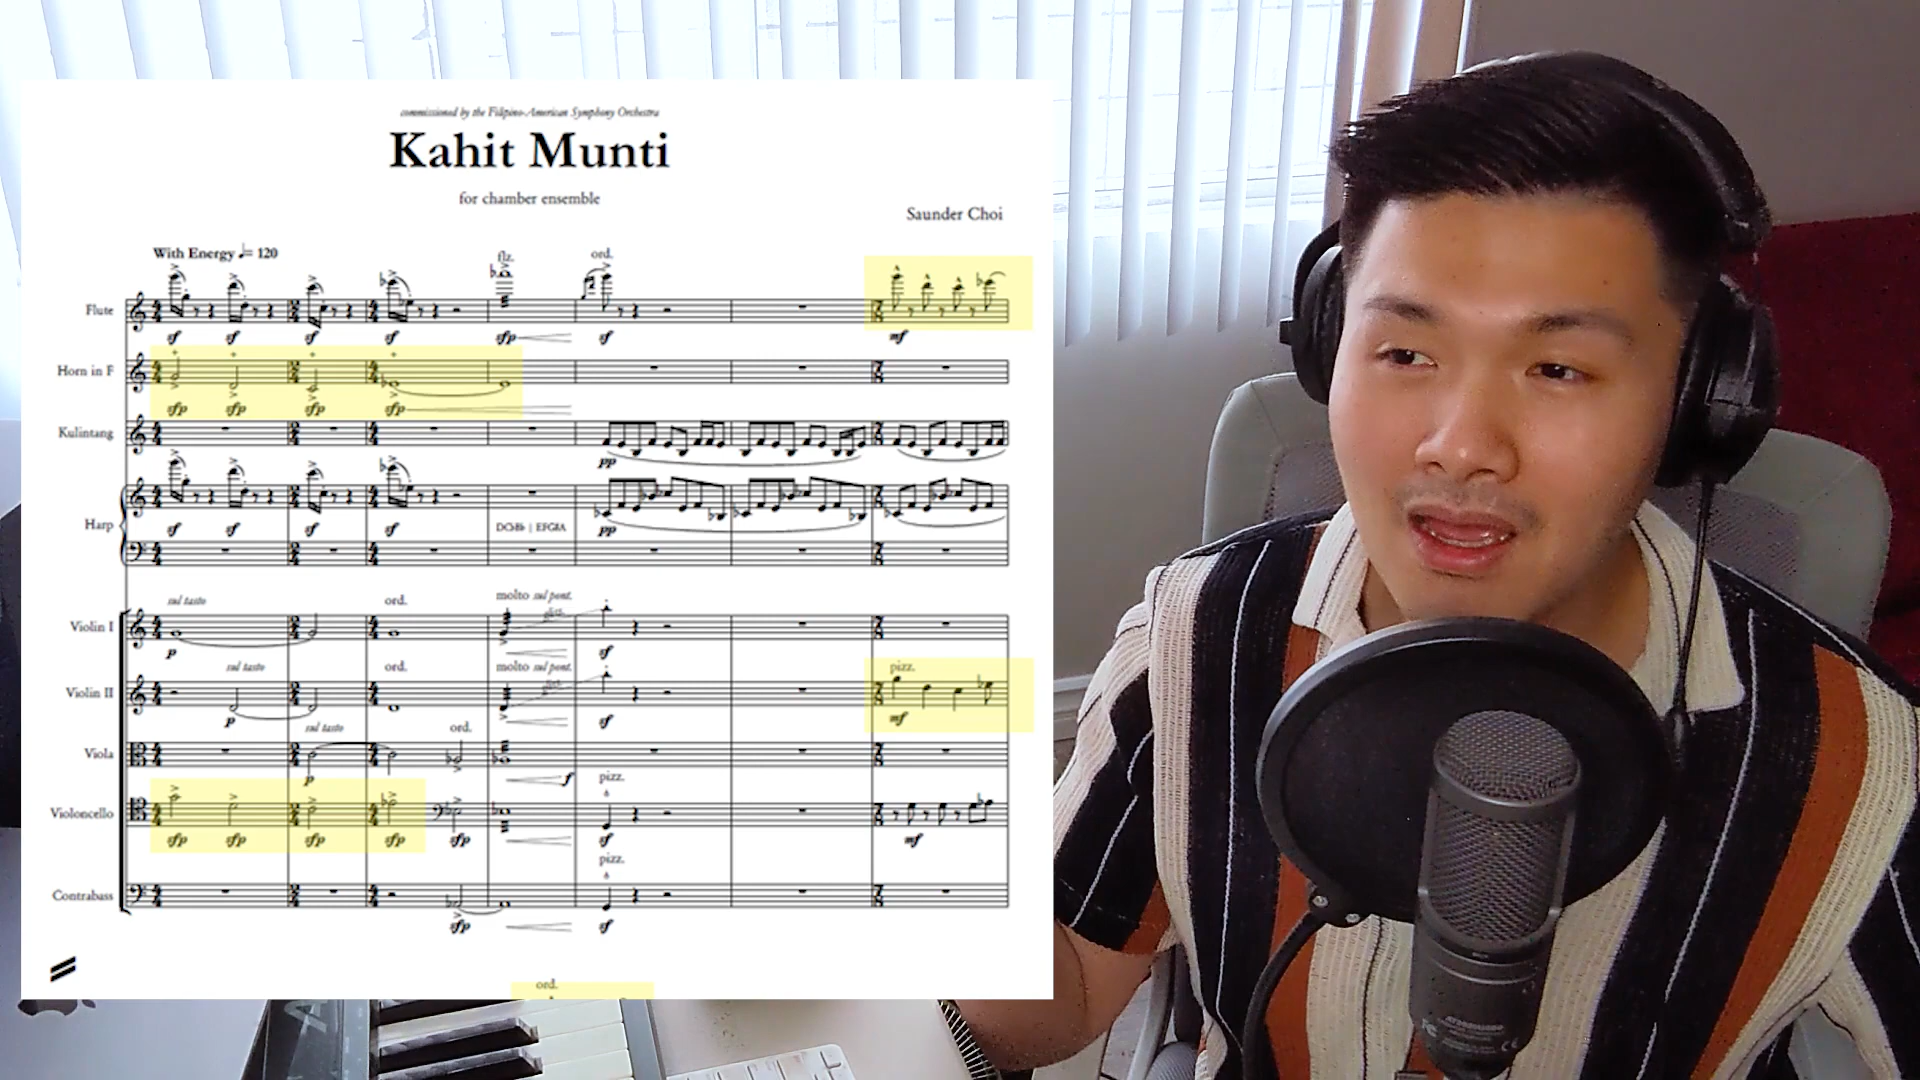 commissioned by the Filipino-American Symphony Orchestra
Kahit Munti
for chamber ensemble
Saunder Choi
With Energy ♩= 120
flz.
ord.
Flute
sf sf sf sf sfp sf mf
Horn in F
sfp sfp sfp sfp
Kulintang
pp
Harp
sf sf sf sf pp
sul tasto
ord.
molto sul pont.
gliss.
Violin I
p sf
sul tasto
ord.
molto sul pont.
gliss.
pizz.
Violin II
p sf mf
sul tasto
ord.
Viola
p f
pizz.
Violoncello
sfp sfp sfp sfp sfp sf mf
pizz.
Contrabass
sfp sf
ord.